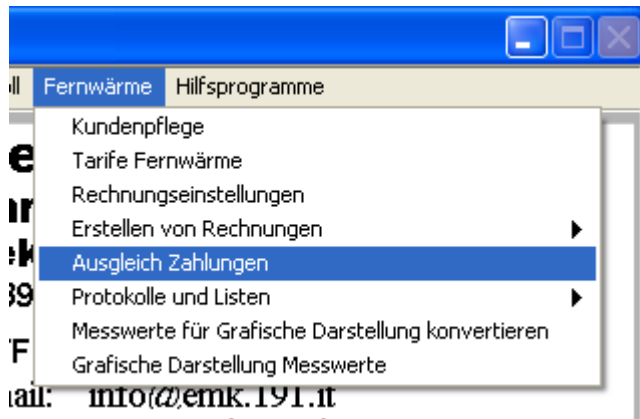 Fernwärme Hilfsprogramme
Kundenpflege
Tarife Fernwärme
Rechnungseinstellungen
Erstellen von Rechnungen
Ausgleich Zahlungen
Protokolle und Listen
Messwerte für Grafische Darstellung konvertieren
Grafische Darstellung Messwerte
info@emk.191.it